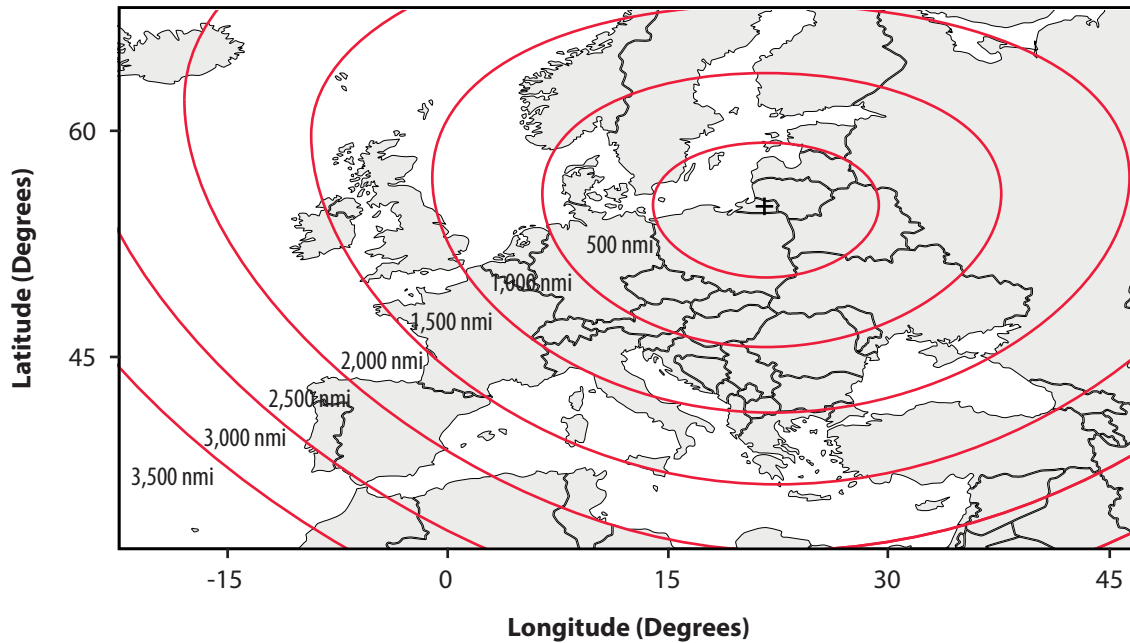 60
45
Latitude (Degrees)
500 nmi
1,000 nmi
1,500 nmi
2,000 nmi
2,500 nmi
3,000 nmi
3,500 nmi
-15
0
15
30
45
Longitude (Degrees)